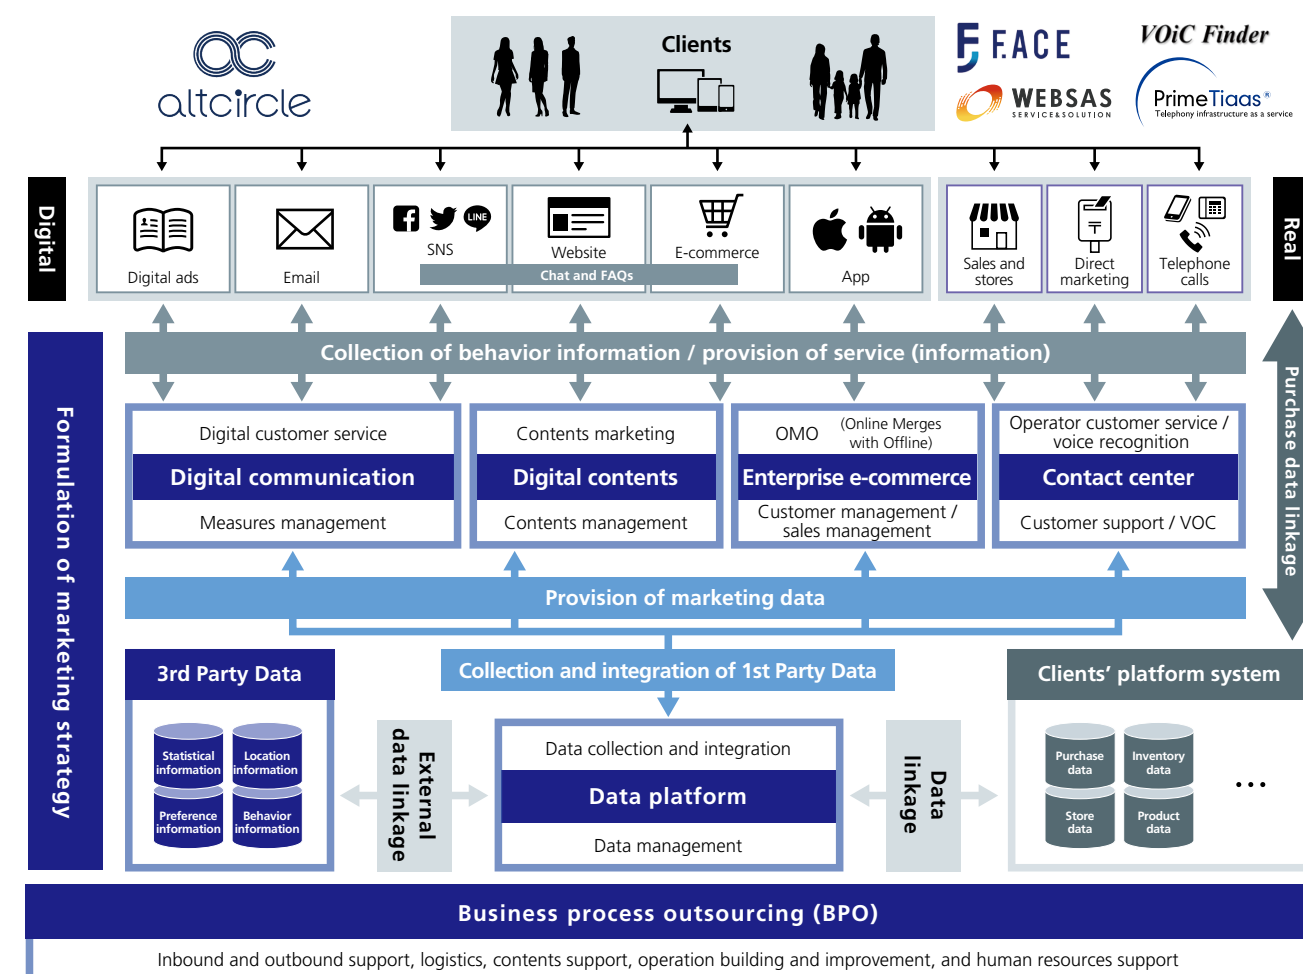 altcircle
Clients
F.ACE
WEBSAS
SERVICE&SOLUTION
VOiC Finder
PrimeTiaas®
Telephony infrastructure as a service
Digital
Digital ads
Email
LINE
SNS
Website
E-commerce
Chat and FAQs
App
Sales and
stores
Direct
marketing
Telephone
calls
Real
Collection of behavior information / provision of service (information)
Formulation of marketing strategy
Purchase data linkage
Digital customer service
Digital communication
Measures management
Contents marketing
Digital contents
Contents management
OMO
(Online Merges
with Offline)
Enterprise e-commerce
Customer management /
sales management
Operator customer service /
voice recognition
Contact center
Customer support / VOC
Provision of marketing data
Collection and integration of 1st Party Data
3rd Party Data
Statistical
information
Location
information
Preference
information
Behavior
information
External
data linkage
Data collection and integration
Data platform
Data management
Data
linkage
Clients' platform system
Purchase
data
Inventory
data
Store
data
Product
data
...
Business process outsourcing (BPO)
Inbound and outbound support, logistics, contents support, operation building and improvement, and human resources support